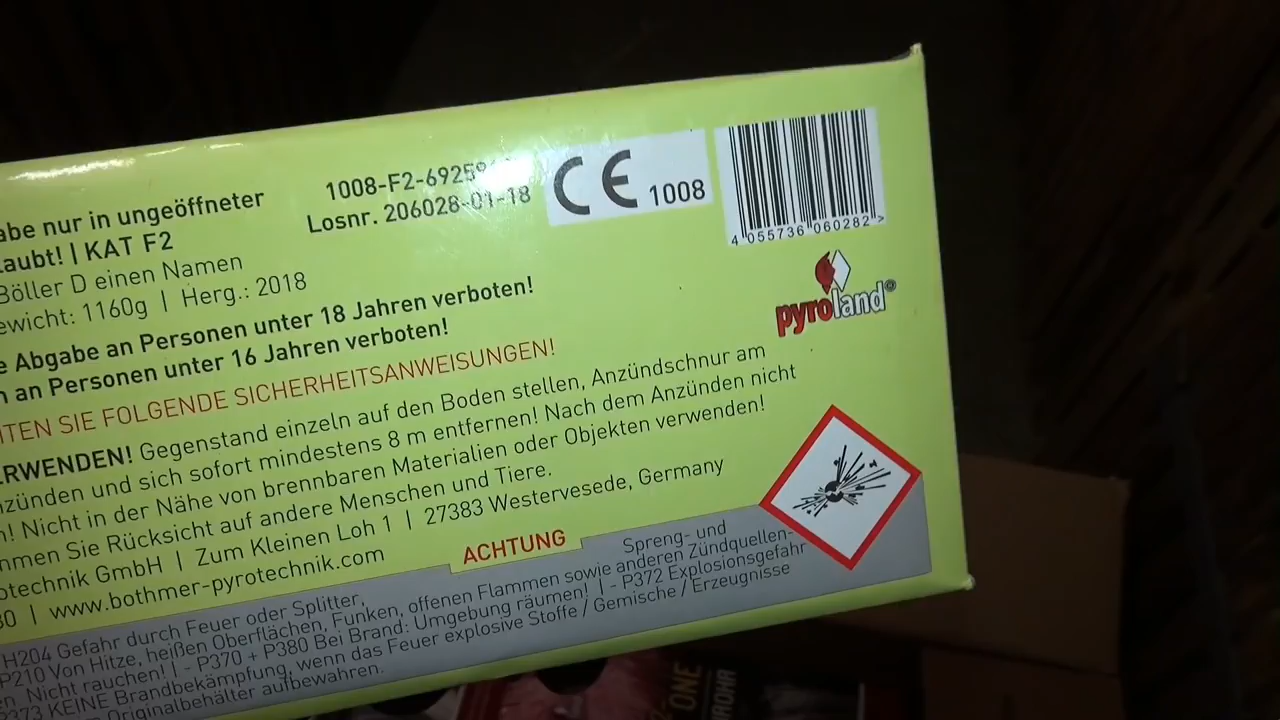 abe nur in ungeöffneter
laubt! | KAT F2
Böller D einen Namen
ewicht: 1160g | Herg.: 2018
1008-F2-6925
Losnr. 206028-01-18
CE 1008
4 055736 060282 >
pyroland®
e Abgabe an Personen unter 18 Jahren verboten!
n an Personen unter 16 Jahren verboten!
TEN SIE FOLGENDE SICHERHEITSANWEISUNGEN!
RWENDEN! Gegenstand einzeln auf den Boden stellen, Anzündschnur am
nzünden und sich sofort mindestens 8 m entfernen! Nach dem Anzünden nicht
n! Nicht in der Nähe von brennbaren Materialien oder Objekten verwenden!
hmen Sie Rücksicht auf andere Menschen und Tiere.
otechnik GmbH | Zum Kleinen Loh 1 | 27383 Westervesede, Germany
80 | www.bothmer-pyrotechnik.com
ACHTUNG
Spreng- und
H204 Gefahr durch Feuer oder Splitter,
P210 Von Hitze, heißen Oberflächen, Funken, offenen Flammen sowie anderen Zündquellen-
Nicht rauchen! | - P370 + P380 Bei Brand: Umgebung räumen! | - P372 Explosionsgefahr
P373 KEINE Brandbekämpfung, wenn das Feuer explosive Stoffe / Gemische / Erzeugnisse
Originalbehälter aufbewahren.
-ONE
ROHR